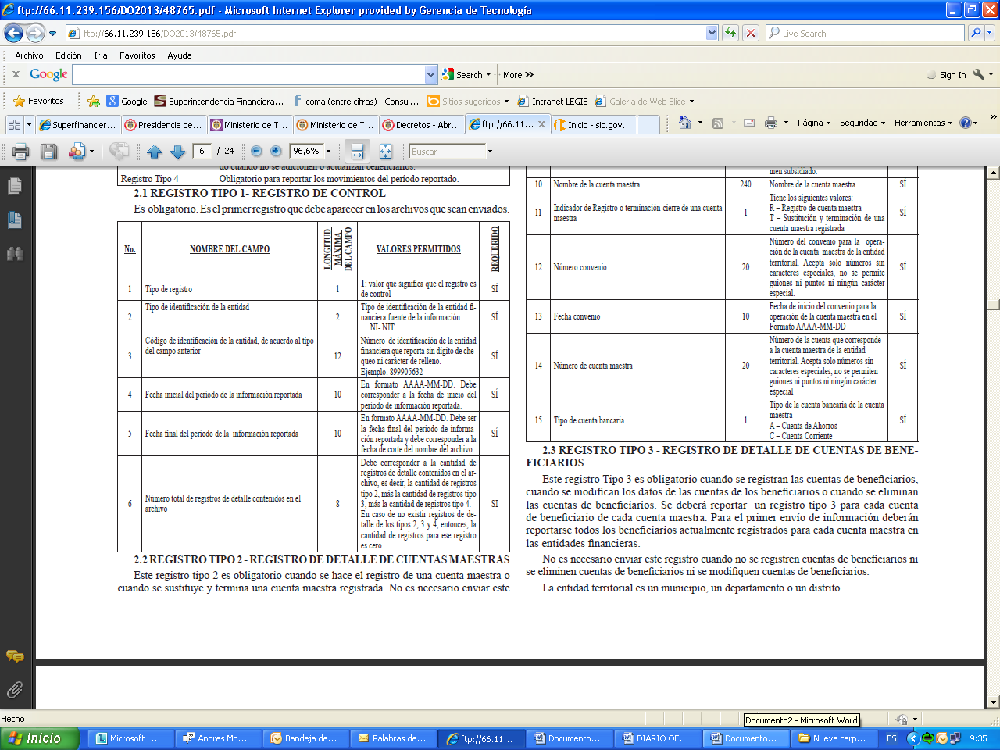 ftp://66.11.239.156/DO2013/48765.pdf - Microsoft Internet Explorer provided by Gerencia de Tecnología
ftp://66.11.239.156/DO2013/48765.pdf
Live Search
Archivo Edición Ir a Favoritos Ayuda
x Google Search More >> Sign In
Favoritos Google Superintendencia Financiera... coma (entre cifras) - Consul... Sitios sugeridos Intranet LEGIS Galería de Web Slice
Superfinancier... Presidencia de... Ministerio de T... Ministerio de T... Decretos - Abr... ftp://66.11... Inicio - sic.gov... Página Seguridad Herramientas
6 / 24 96,6% Buscar
do cuando no se adicionen o actualizan beneficiarios.
Registro Tipo 4 Obligatorio para reportar los movimientos del período reportado.
2.1 REGISTRO TIPO 1- REGISTRO DE CONTROL
Es obligatorio. Es el primer registro que debe aparecer en los archivos que sean enviados.
No. NOMBRE DEL CAMPO LONGITUD MÁXIMA DEL CAMPO VALORES PERMITIDOS REQUERIDO
1 Tipo de registro 1 1: valor que significa que el registro es
de control SÍ
2 Tipo de identificación de la entidad 2 Tipo de identificación de la entidad fi-
nanciera fuente de la información
NI- NIT SÍ
3 Código de identificación de la entidad, de acuerdo al tipo
del campo anterior 12 Número de identificación de la entidad
financiera que reporta sin dígito de che-
queo ni carácter de relleno.
Ejemplo. 899905632 SÍ
4 Fecha inicial del período de la información reportada 10 En formato AAAA-MM-DD. Debe
corresponder a la fecha de inicio del
período de información reportada. SÍ
5 Fecha final del periodo de la información reportada 10 En formato AAAA-MM-DD. Debe ser
la fecha final del periodo de informa-
ción reportada y debe corresponder a la
fecha de corte del nombre del archivo. SÍ
6 Número total de registros de detalle contenidos en el
archivo 8 Debe corresponder a la cantidad de
registros de detalle contenidos en el ar-
chivo, es decir, la cantidad de registros
tipo 2, más la cantidad de registros tipo
3, más la cantidad de registros tipo 4.
En caso de no existir registros de de-
talle de los tipos 2, 3 y 4, entonces, la
cantidad de registros para ese registro
es cero. SI
2.2 REGISTRO TIPO 2 - REGISTRO DE DETALLE DE CUENTAS MAESTRAS
Este registro tipo 2 es obligatorio cuando se hace el registro de una cuenta maestra o
cuando se sustituye y termina una cuenta maestra registrada. No es necesario enviar este
men subsidiado.
10 Nombre de la cuenta maestra 240 Nombre de la cuenta maestra SÍ
11 Indicador de Registro o terminación-cierre de una cuenta
maestra 1 Tiene los siguientes valores:
R – Registro de cuenta maestra
T – Sustitución y terminación de una
cuenta maestra registrada SÍ
12 Número convenio 20 Número del convenio para la opera-
ción de la cuenta maestra de la entidad
territorial. Acepta solo números sin
caracteres especiales, no se permite
guiones ni puntos ni ningún carácter
especial. SÍ
13 Fecha convenio 10 Fecha de inicio del convenio para la
operación de la cuenta maestra en el
Formato AAAA-MM-DD SÍ
14 Número de cuenta maestra 20 Número de la cuenta que corresponde
a la cuenta maestra de la entidad
territorial. Acepta solo números sin
caracteres especiales, no se permiten
guiones ni puntos ni ningún carácter
especial SÍ
15 Tipo de cuenta bancaria 1 Tipo de la cuenta bancaria de la cuenta
maestra
A – Cuenta de Ahorros
C – Cuenta Corriente SÍ
2.3 REGISTRO TIPO 3 - REGISTRO DE DETALLE DE CUENTAS DE BENE-
FICIARIOS
Este registro Tipo 3 es obligatorio cuando se registran las cuentas de beneficiarios,
cuando se modifican los datos de las cuentas de los beneficiarios o cuando se eliminan
las cuentas de beneficiarios. Se deberá reportar un registro tipo 3 para cada cuenta
de beneficiario de cada cuenta maestra. Para el primer envío de información deberán
reportarse todos los beneficiarios actualmente registrados para cada cuenta maestra en
las entidades financieras.
No es necesario enviar este registro cuando no se registren cuentas de beneficiarios ni
se eliminen cuentas de beneficiarios ni se modifiquen cuentas de beneficiarios.
La entidad territorial es un municipio, un departamento o un distrito.
Hecho
Documento2 - Microsoft Word
Inicio Microsoft L... Andres Mo... Bandeja de... Palabras de... ftp://66.11... Documento... DIARIO OF... Documento... Nueva carp... ES 9:35